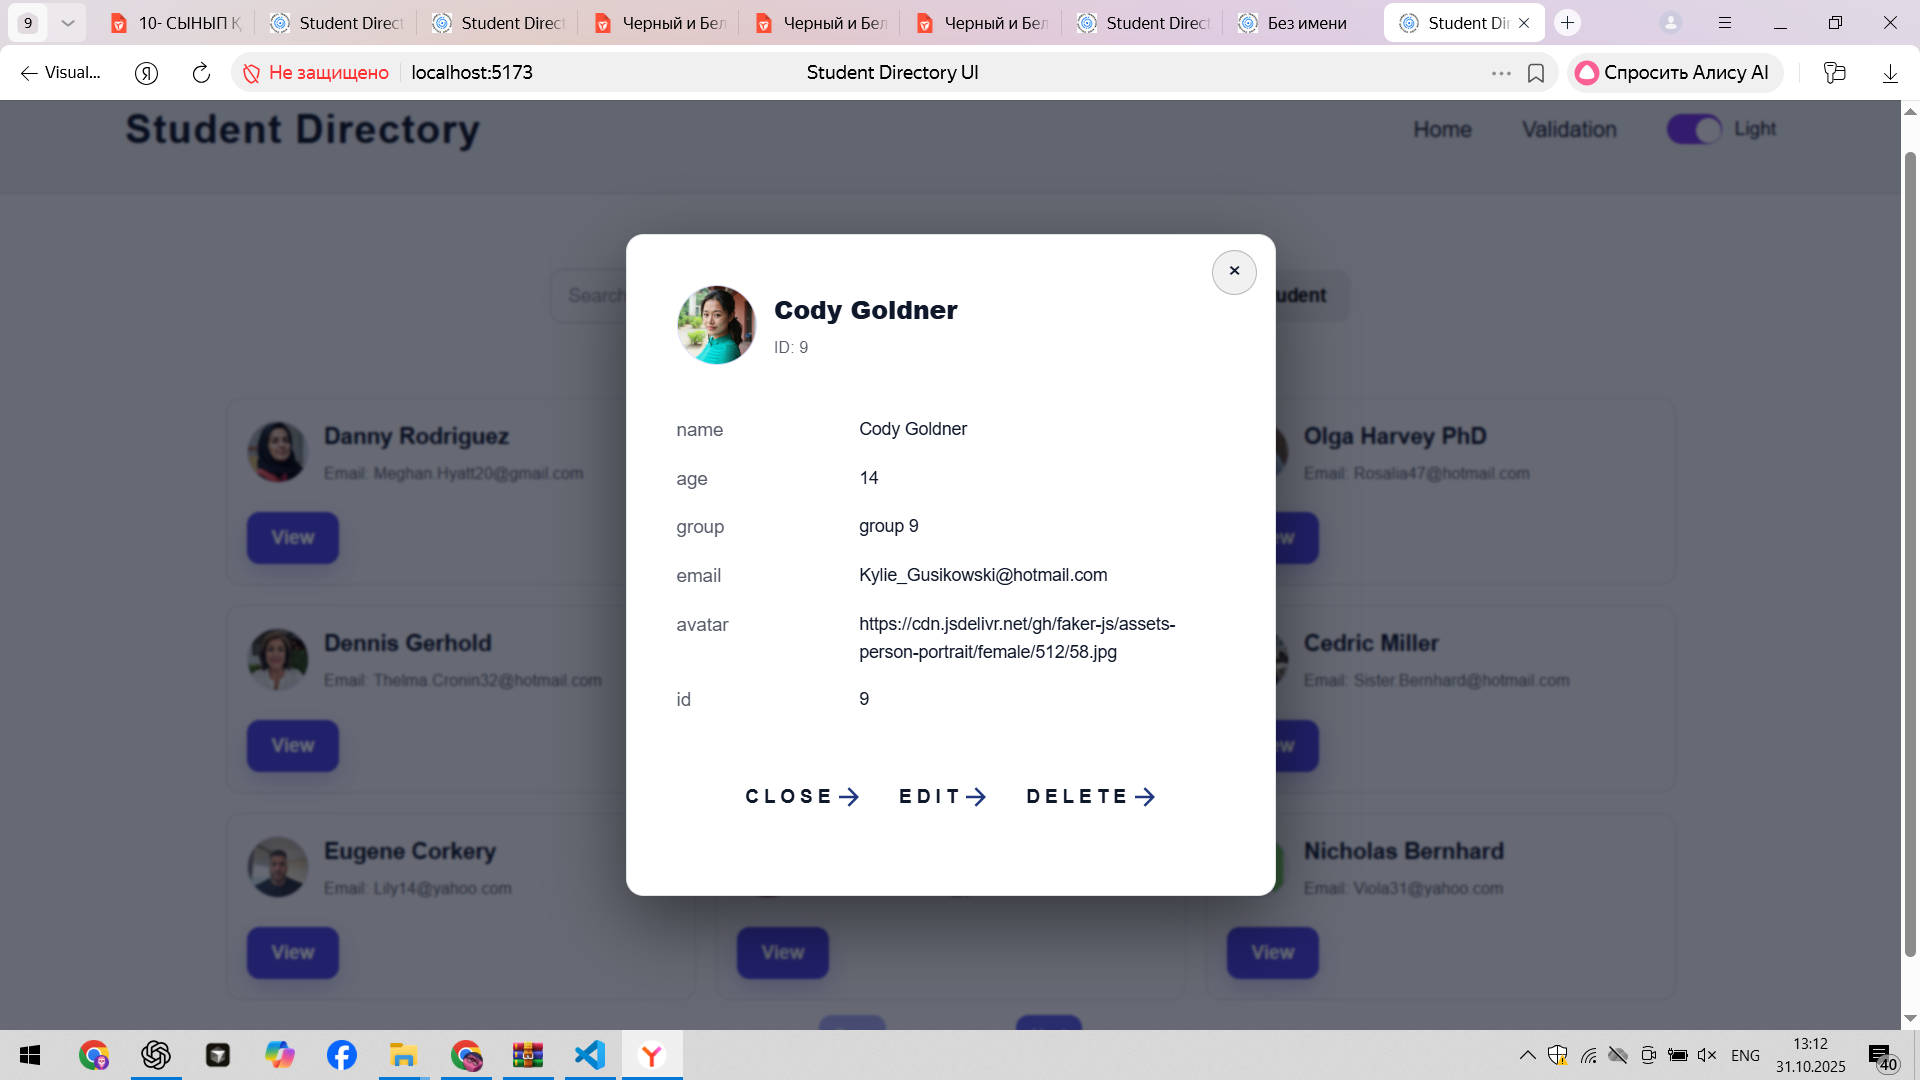 9
10- СЫНЫП Қ
Student Direct
Student Direct
Черный и Бел
Черный и Бел
Черный и Бел
Student Direct
Без имени
Student Dir
Visual...
Не защищено
localhost:5173
Student Directory UI
Спросить Алису AI
Student Directory
Home
Validation
Light
Search
udent
Cody Goldner
ID: 9
name
Cody Goldner
age
14
group
group 9
email
Kylie_Gusikowski@hotmail.com
avatar
https://cdn.jsdelivr.net/gh/faker-js/assets-
person-portrait/female/512/58.jpg
id
9
CLOSE
EDIT
DELETE
Danny Rodriguez
Email: Meghan.Hyatt20@gmail.com
View
Olga Harvey PhD
Email: Rosalia47@hotmail.com
ew
Dennis Gerhold
Email: Thelma.Cronin32@hotmail.com
View
Cedric Miller
Email: Sister.Bernhard@hotmail.com
ew
Eugene Corkery
Email: Lily14@yahoo.com
View
View
Nicholas Bernhard
Email: Viola31@yahoo.com
View
ENG
13:12
31.10.2025
40